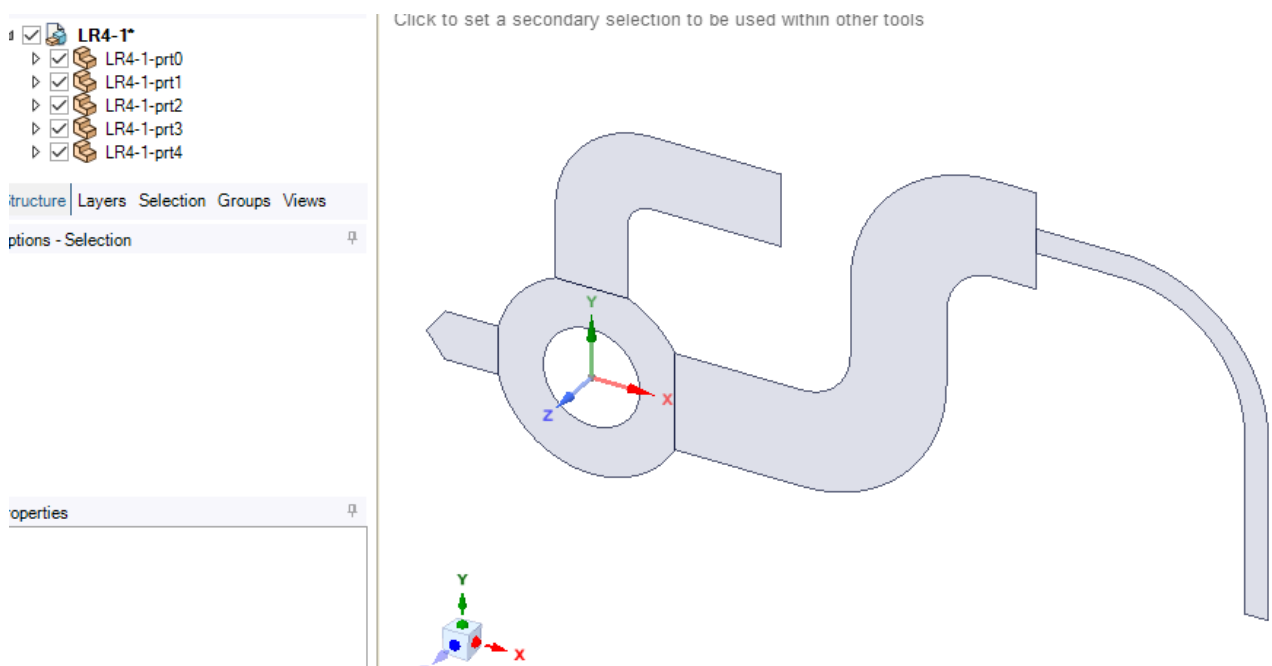 Click to set a secondary selection to be used within other tools
LR4-1*
LR4-1-prt0
LR4-1-prt1
LR4-1-prt2
LR4-1-prt3
LR4-1-prt4
Structure Layers Selection Groups Views
ptions - Selection
roperties
Y
X
Z
Y
X